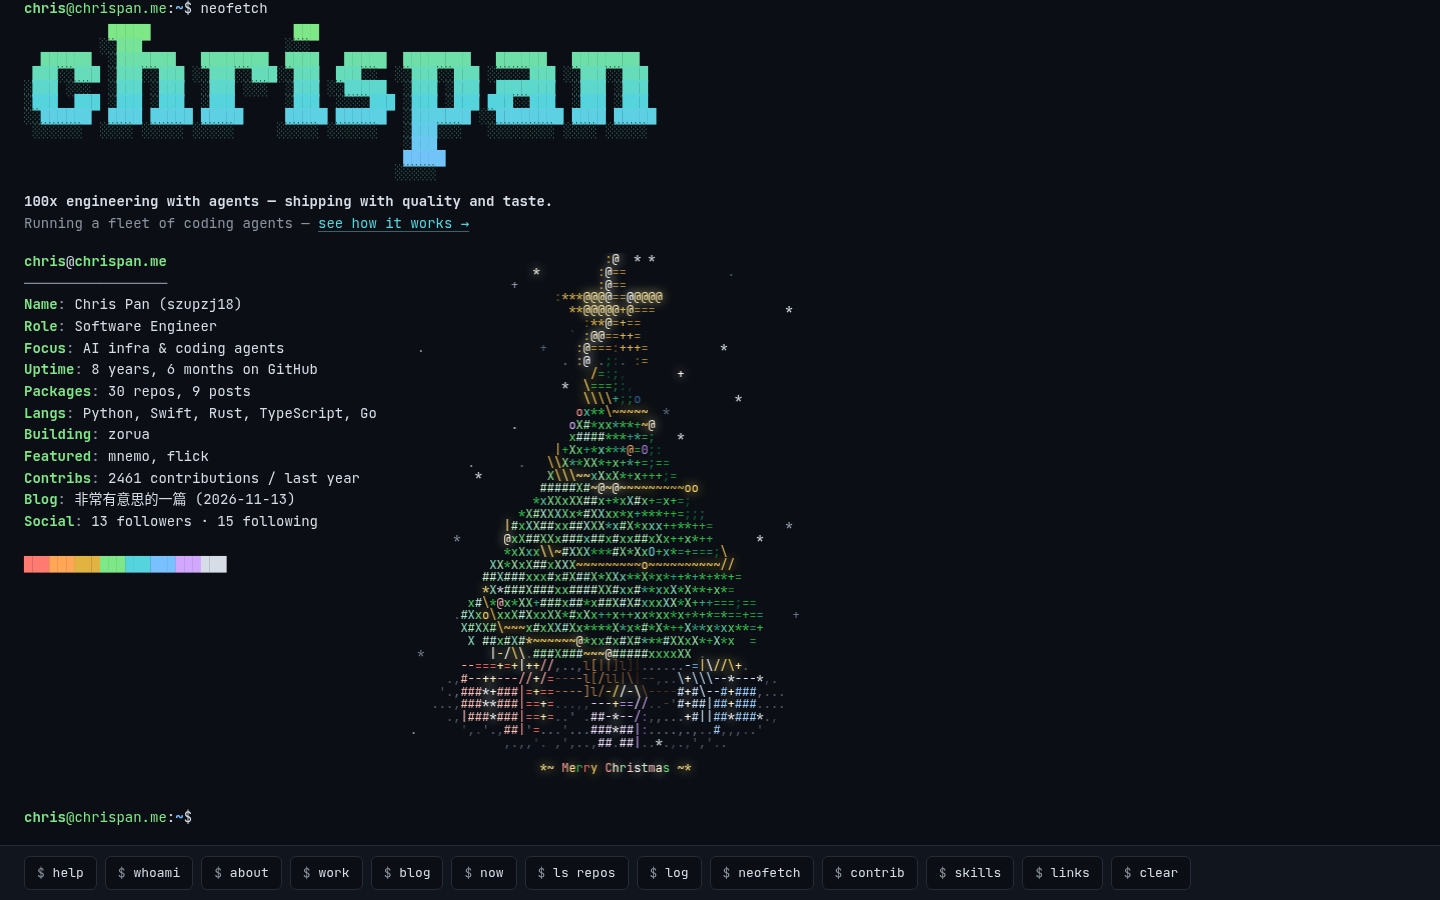 chris@chrispan.me:~$ neofetch
chrispan
100x engineering with agents — shipping with quality and taste.
Running a fleet of coding agents — see how it works →
chris@chrispan.me
Name: Chris Pan (szupzj18)
Role: Software Engineer
Focus: AI infra & coding agents
Uptime: 8 years, 6 months on GitHub
Packages: 30 repos, 9 posts
Langs: Python, Swift, Rust, TypeScript, Go
Building: zorua
Featured: mnemo, flick
Contribs: 2461 contributions / last year
Blog: 非常有意思的一篇 (2026-11-13)
Social: 13 followers · 15 following
*~ Merry Christmas ~*
chris@chrispan.me:~$
$ help $ whoami $ about $ work $ blog $ now $ ls repos $ log $ neofetch $ contrib $ skills $ links $ clear